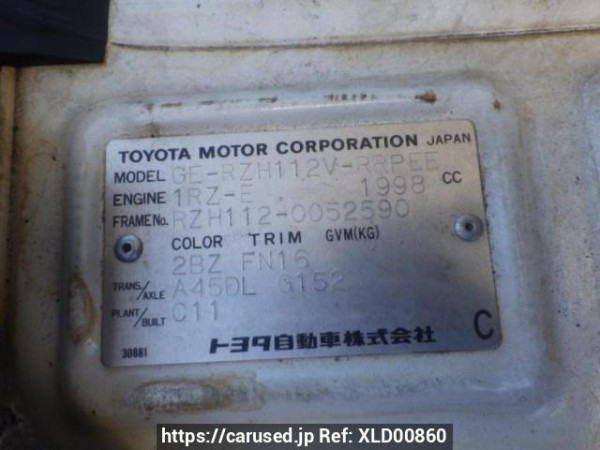 TOYOTA MOTOR CORPORATION JAPAN
MODEL GE-RZH112V-RRPEE
ENGINE 1RZ-E 1998 CC
FRAME No. RZH112-0052590
COLOR TRIM GVM(KG)
2BZ FN16
TRANS/AXLE A45DL G152
PLANT/BUILT C11
C
30881 トヨタ自動車株式会社
https://carused.jp Ref: XLD00860